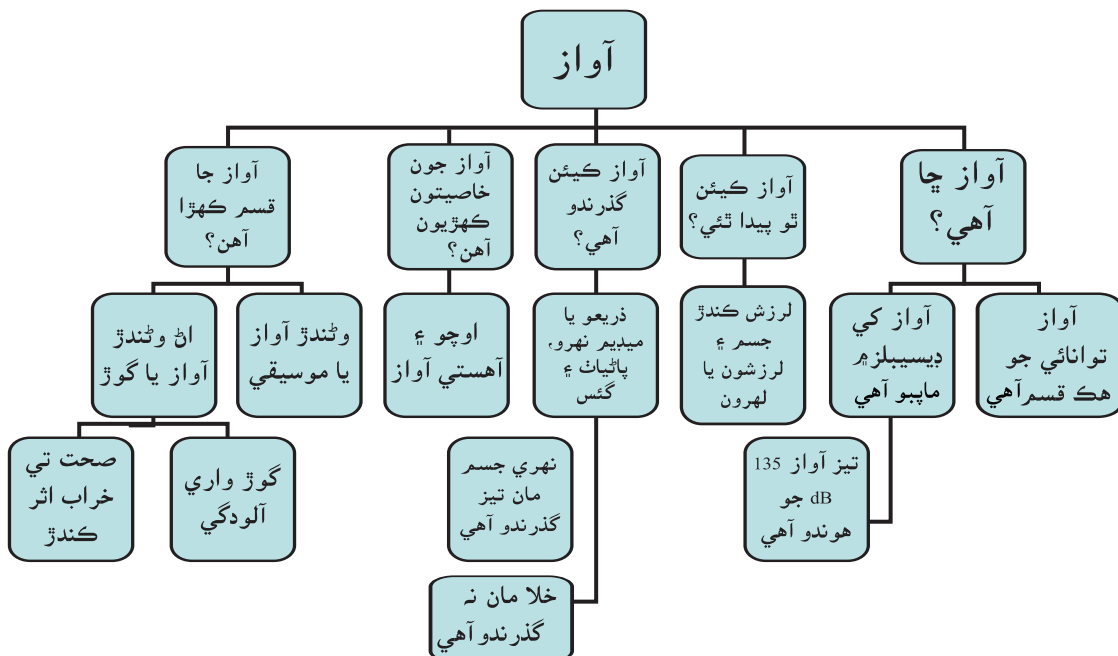 آواز
آواز ڇا
آهي؟
آواز ڪيئن
ٿو پيدا ٿئي؟
آواز ڪيئن
گذرندو
آهي؟
آواز جون
خاصيتون
ڪهڙيون
آهن؟
آواز جا
قسم ڪهڙا
آهن؟
آواز
توانائي جو
هڪ قسم آهي
آواز کي
ڊيسيبلز ۾
ماپبو آهي
لرزش ڪندڙ
جسم ۽
لرزشون يا
لهرون
ذريعو يا
ميڊيم نهرو،
پاڻياٺ ۽
گئس
اوچو ۽
آهستي آواز
وڻندڙ آواز
يا موسيقي
اڻ وڻندڙ
آواز يا گوڙ
تيز آواز 135
dB جو
هوندو آهي
نهري جسم
مان تيز
گذرندو آهي
خلا مان نہ
گذرندو آهي
گوڙ واري
آلودگي
صحت تي
خراب اثر
ڪندڙ